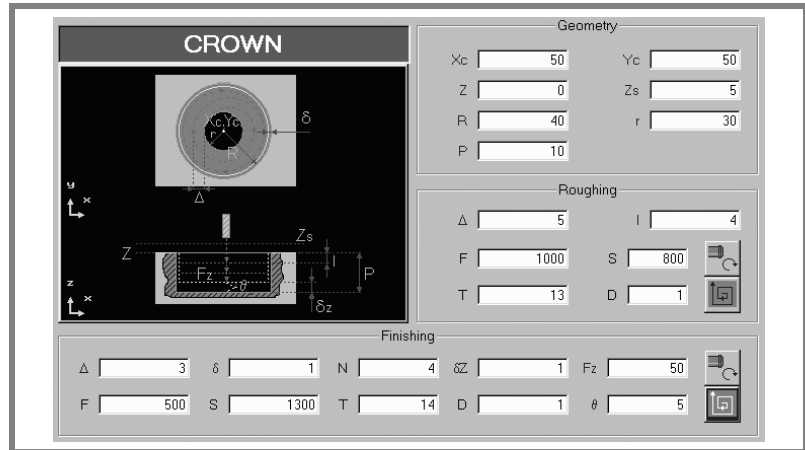 CROWN
Xc,Yc
r
R
δ
Δ
y
x
Z
Zs
Fz
I
P
θ
δz
z
x
Geometry
Xc 50 Yc 50
Z 0 Zs 5
R 40 r 30
P 10
Roughing
Δ 5 I 4
F 1000 S 800
T 13 D 1
Finishing
Δ 3 δ 1 N 4 δZ 1 Fz 50
F 500 S 1300 T 14 D 1 θ 5